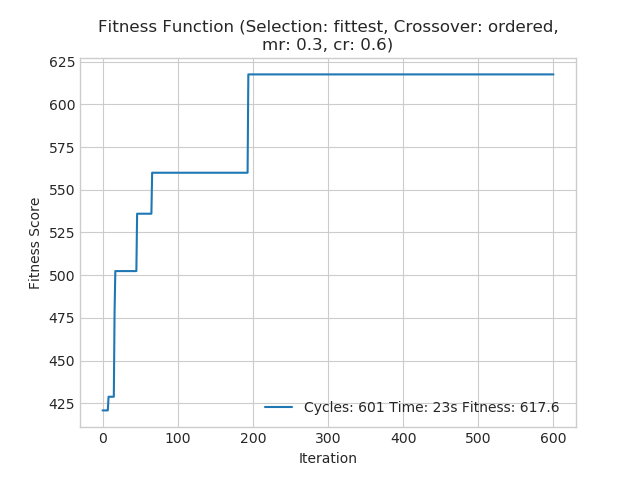 Fitness Function (Selection: fittest, Crossover: ordered,
mr: 0.3, cr: 0.6)
625
600
575
550
525
500
475
450
425
Fitness Score
Cycles: 601 Time: 23s Fitness: 617.6
0 100 200 300 400 500 600
Iteration